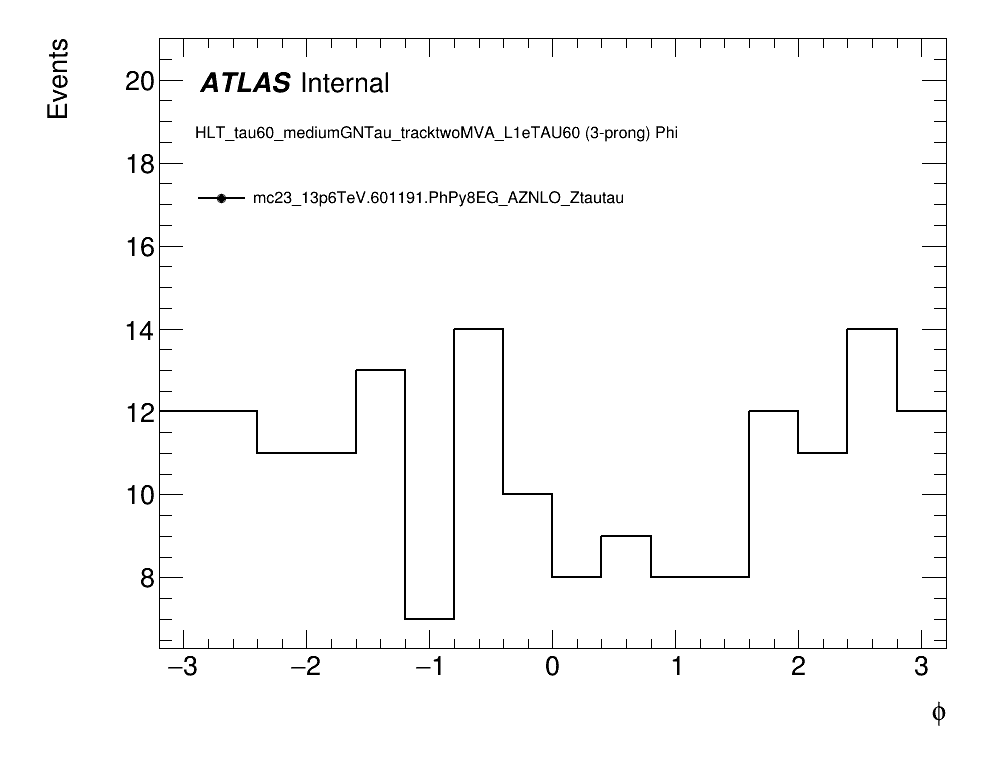 Events
ATLAS Internal
HLT_tau60_mediumGNTau_tracktwoMVA_L1eTAU60 (3-prong) Phi
mc23_13p6TeV.601191.PhPy8EG_AZNLO_Ztautau
20
18
16
14
12
10
8
−3 −2 −1 0 1 2 3
ϕ